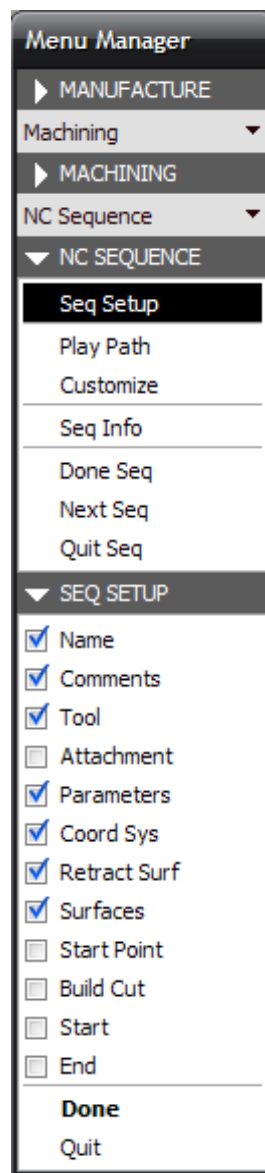 Menu Manager
MANUFACTURE
Machining
MACHINING
NC Sequence
NC SEQUENCE
Seq Setup
Play Path
Customize
Seq Info
Done Seq
Next Seq
Quit Seq
SEQ SETUP
Name
Comments
Tool
Attachment
Parameters
Coord Sys
Retract Surf
Surfaces
Start Point
Build Cut
Start
End
Done
Quit